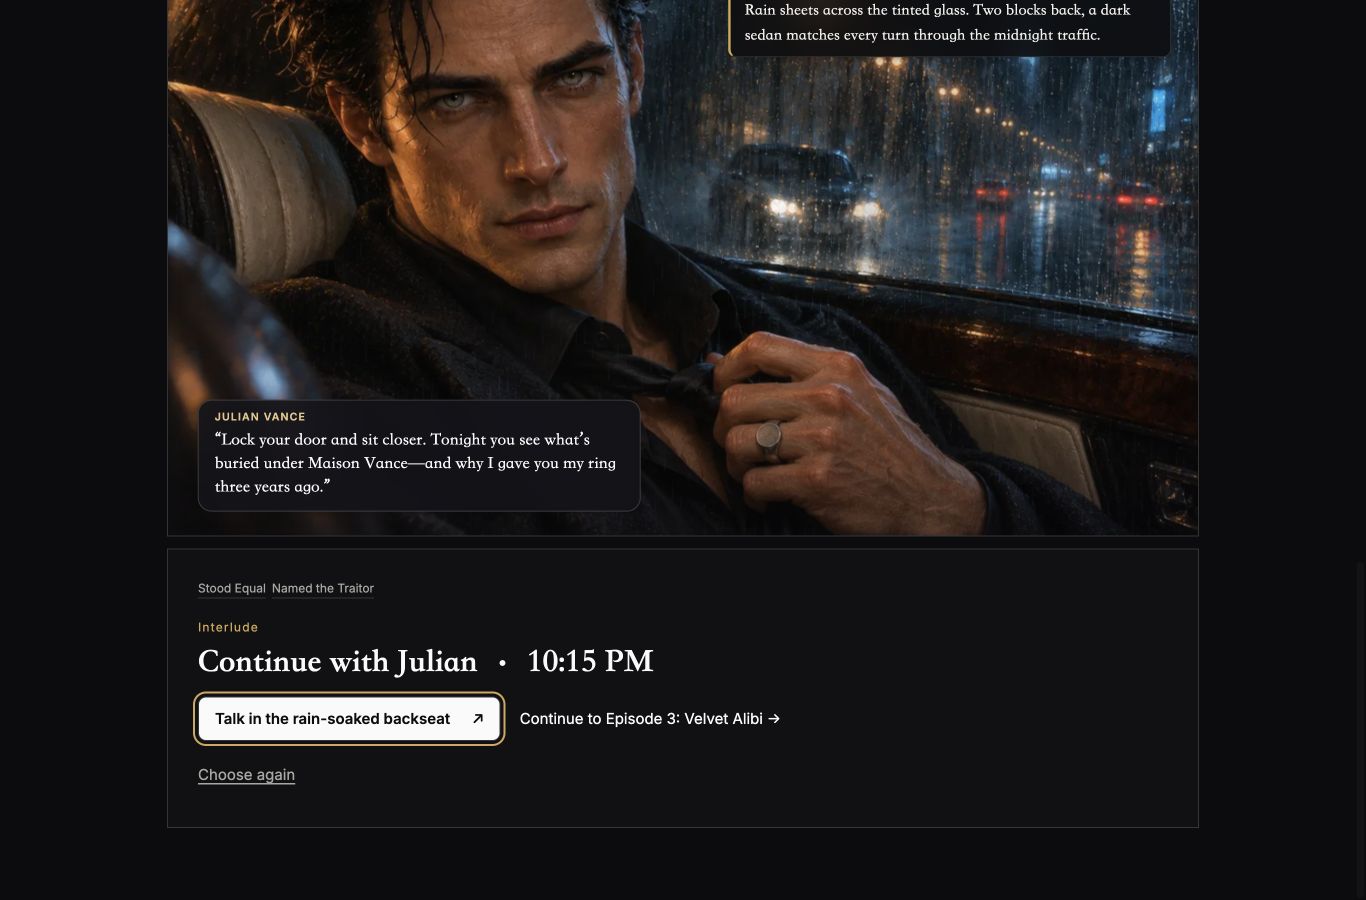 Rain sheets across the tinted glass. Two blocks back, a dark
sedan matches every turn through the midnight traffic.
JULIAN VANCE
“Lock your door and sit closer. Tonight you see what’s
buried under Maison Vance—and why I gave you my ring
three years ago.”
Stood Equal Named the Traitor
Interlude
Continue with Julian • 10:15 PM
Talk in the rain-soaked backseat ↗ Continue to Episode 3: Velvet Alibi →
Choose again